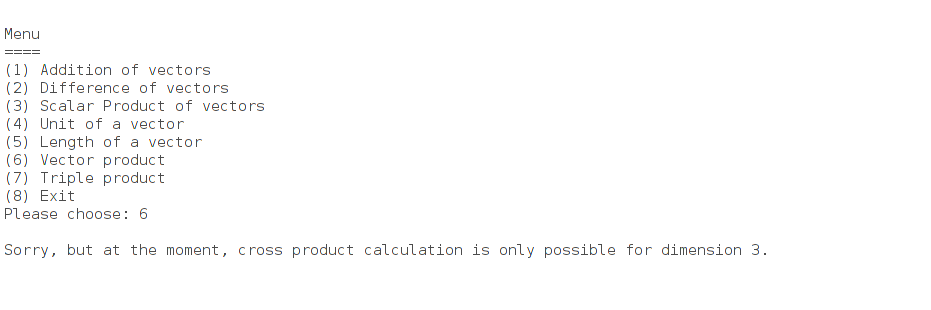 Menu
====
(1) Addition of vectors
(2) Difference of vectors
(3) Scalar Product of vectors
(4) Unit of a vector
(5) Length of a vector
(6) Vector product
(7) Triple product
(8) Exit
Please choose: 6
Sorry, but at the moment, cross product calculation is only possible for dimension 3.